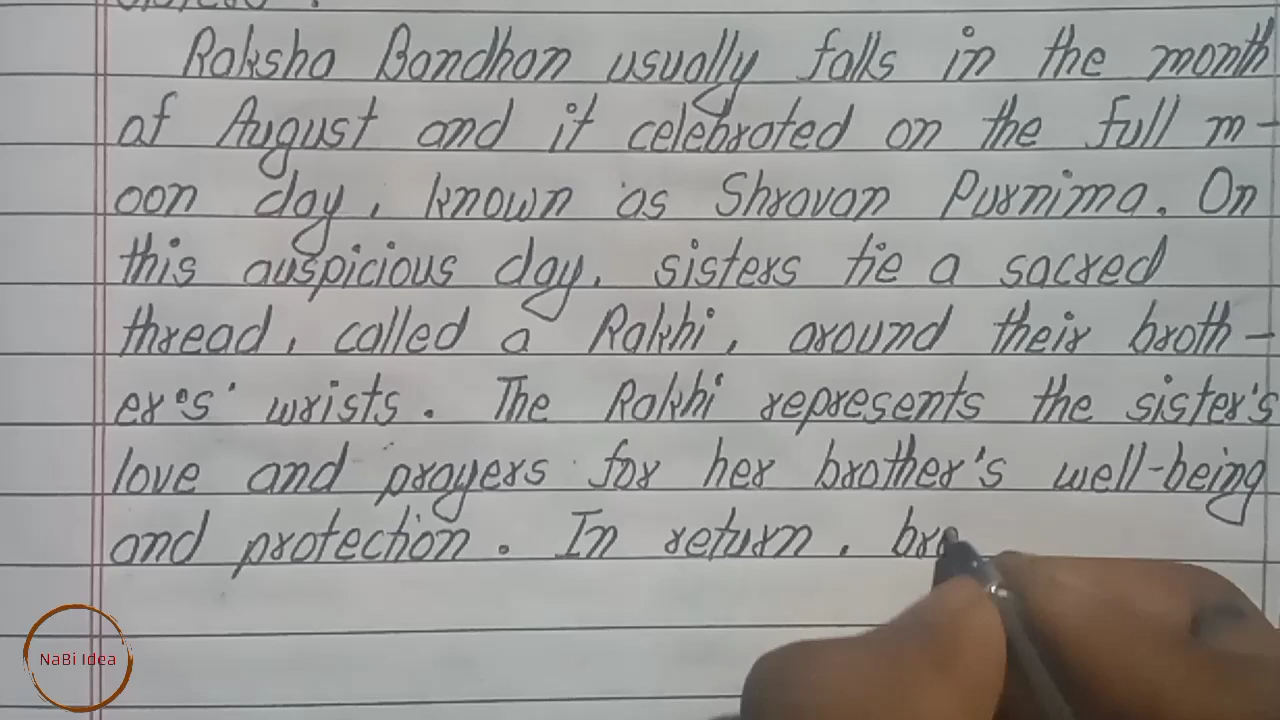 Raksha Bandhan usually falls in the month
of August and it celebrated on the full m-
oon day, known as Shravan Purnima. On
this auspicious day, sisters tie a sacred
thread, called a Rakhi, around their broth-
er's' wrists. The Rakhi represents the sister's
love and prayers for her brother's well-being
and protection. In return, bro
NaBi Idea